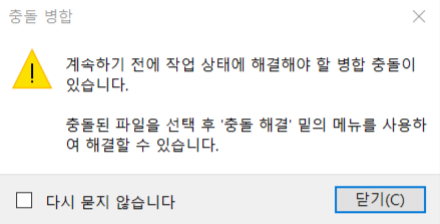 충돌 병합
계속하기 전에 작업 상태에 해결해야 할 병합 충돌이
있습니다.
충돌된 파일을 선택 후 '충돌 해결' 밑의 메뉴를 사용하
여 해결할 수 있습니다.
다시 묻지 않습니다
닫기(C)